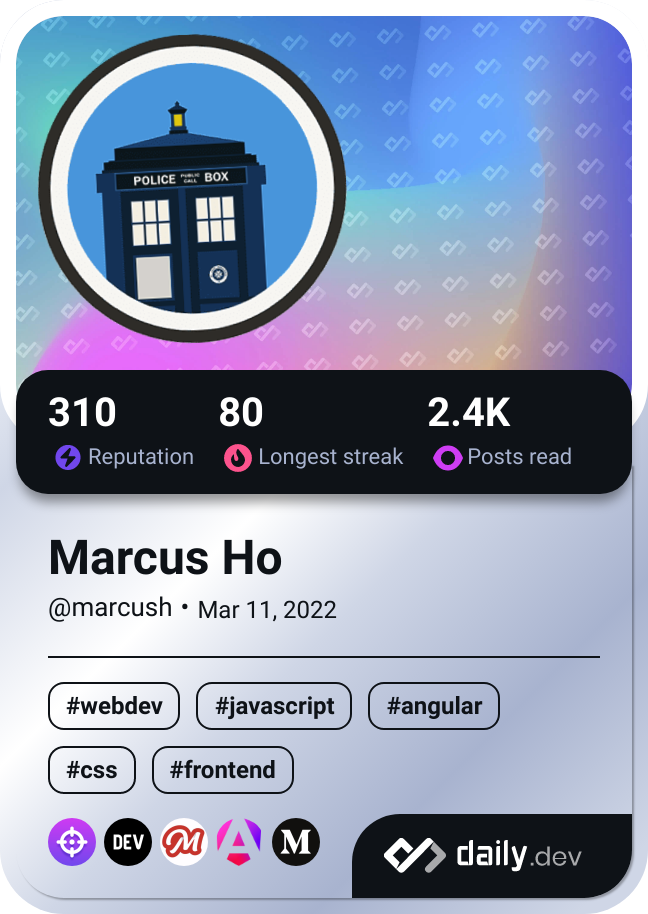 POLICE PUBLIC CALL BOX
310 80 2.4K
Reputation Longest streak Posts read
Marcus Ho
@marcush • Mar 11, 2022
#webdev #javascript #angular
#css #frontend
DEV M A M
daily.dev